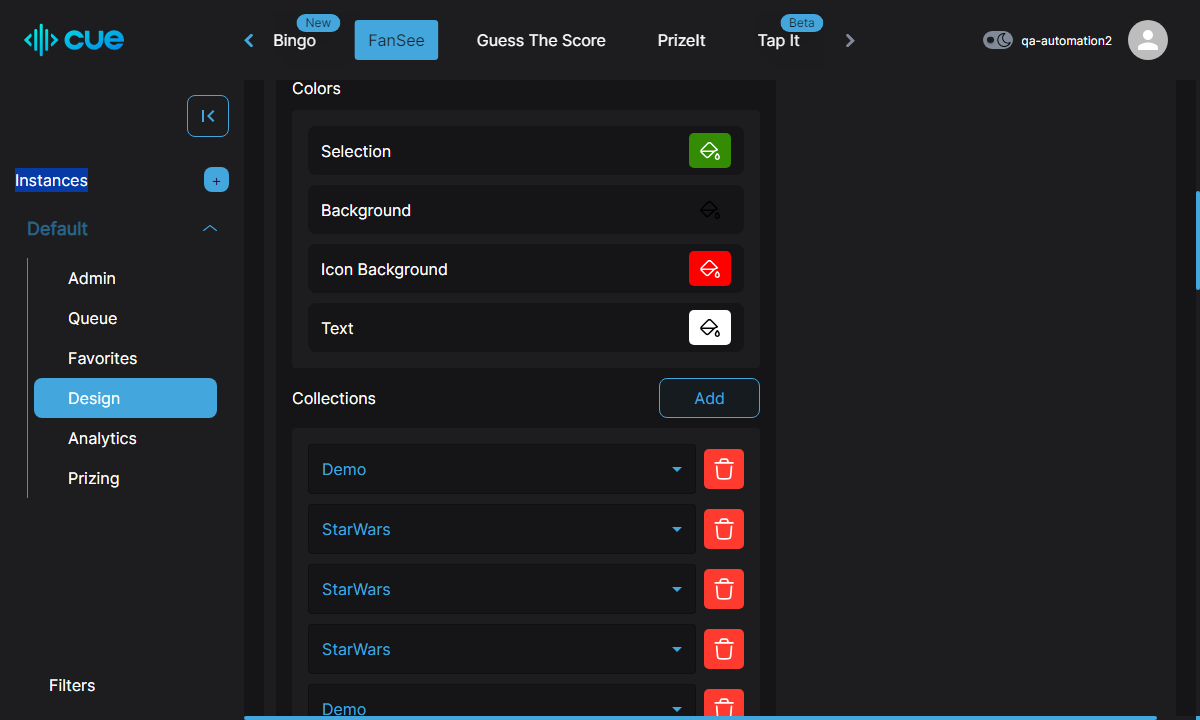 cue
New
Bingo
FanSee
Guess The Score
PrizeIt
Beta
Tap It
qa-automation2
Instances
+
Default
Admin
Queue
Favorites
Design
Analytics
Prizing
Filters
Colors
Selection
Background
Icon Background
Text
Collections
Add
Demo
StarWars
StarWars
StarWars
Demo